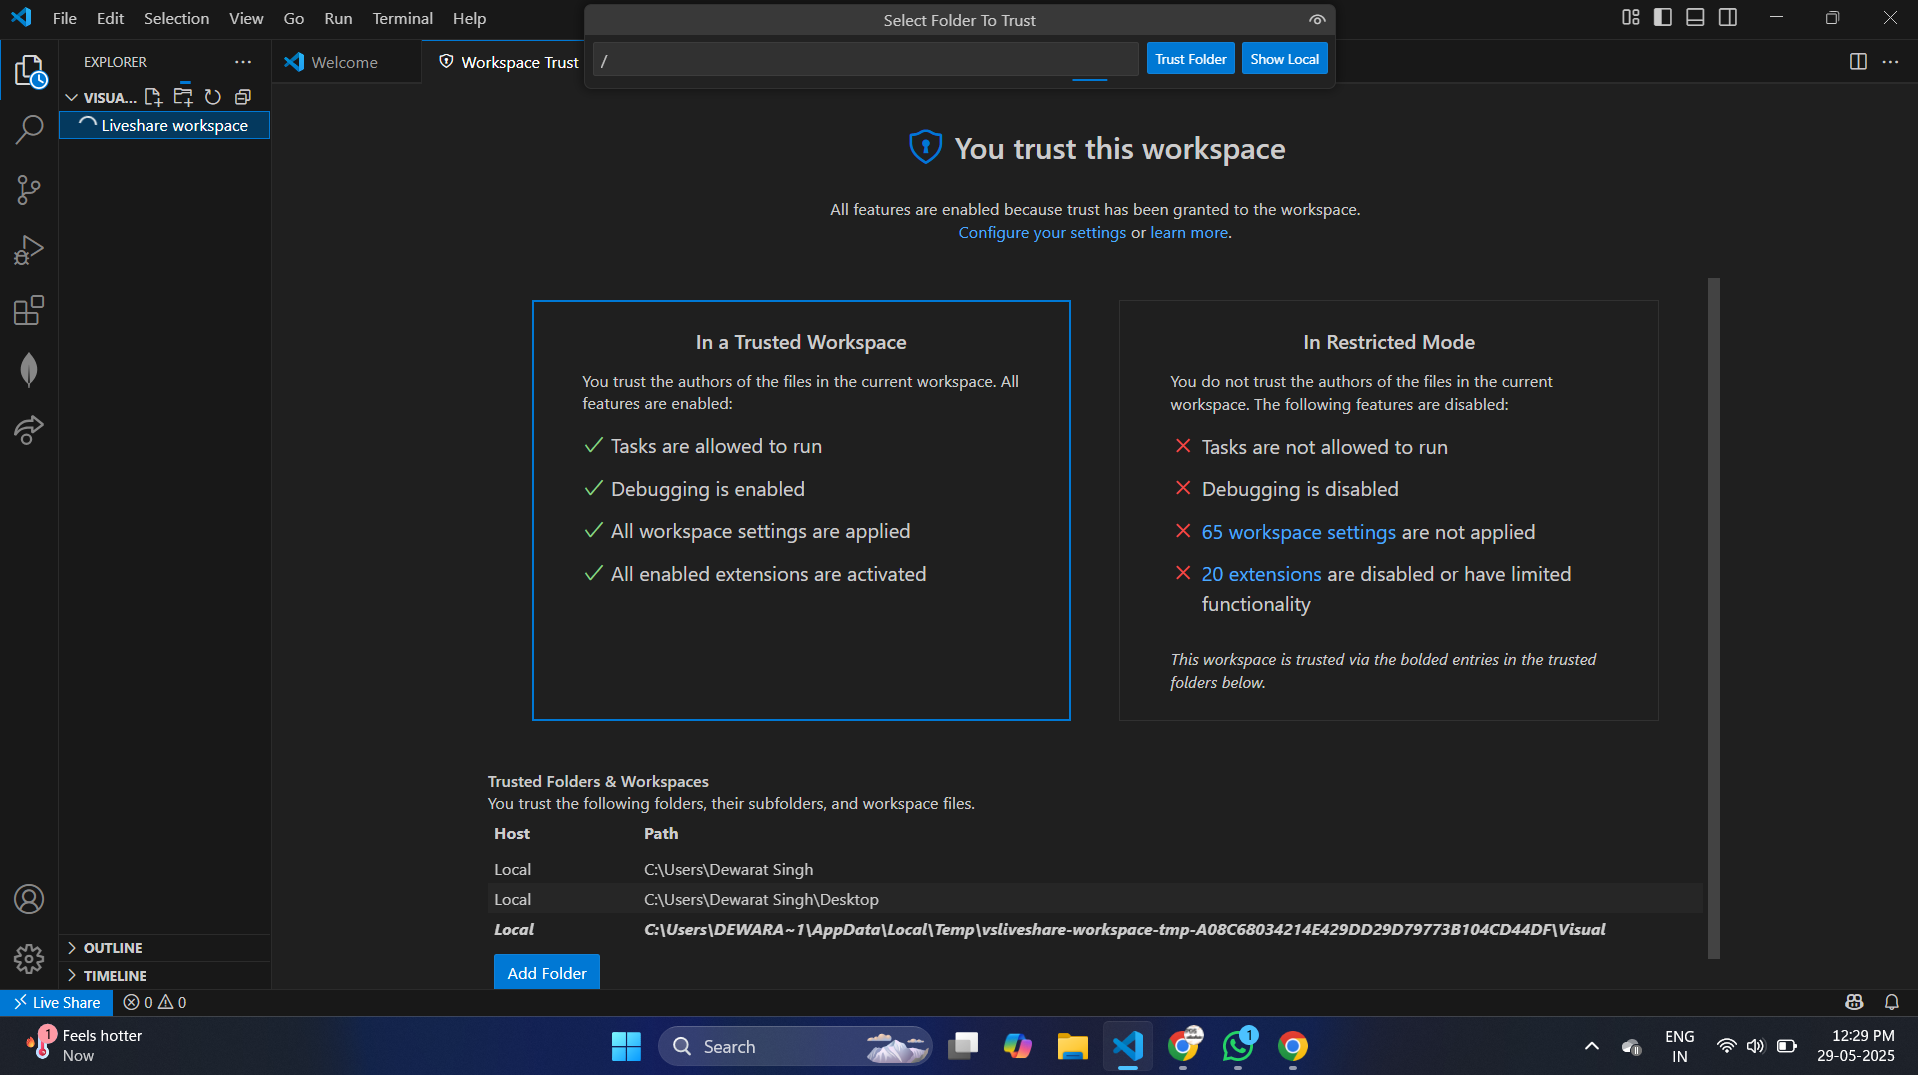 File Edit Selection View Go Run Terminal Help
Select Folder To Trust
/
Trust Folder
Show Local
EXPLORER
Welcome
Workspace Trust
VISUA...
Liveshare workspace
You trust this workspace
All features are enabled because trust has been granted to the workspace.
Configure your settings or learn more.
In a Trusted Workspace
You trust the authors of the files in the current workspace. All
features are enabled:
Tasks are allowed to run
Debugging is enabled
All workspace settings are applied
All enabled extensions are activated
In Restricted Mode
You do not trust the authors of the files in the current
workspace. The following features are disabled:
Tasks are not allowed to run
Debugging is disabled
65 workspace settings are not applied
20 extensions are disabled or have limited
functionality
This workspace is trusted via the bolded entries in the trusted
folders below.
Trusted Folders & Workspaces
You trust the following folders, their subfolders, and workspace files.
Host Path
Local C:\Users\Dewarat Singh
Local C:\Users\Dewarat Singh\Desktop
Local C:\Users\DEWARA~1\AppData\Local\Temp\vsliveshare-workspace-tmp-A08C68034214E429DD29D79773B104CD44DF\Visual
Add Folder
OUTLINE
TIMELINE
Live Share 0 0
1
Feels hotter
Now
Search
1
ENG
IN
12:29 PM
29-05-2025